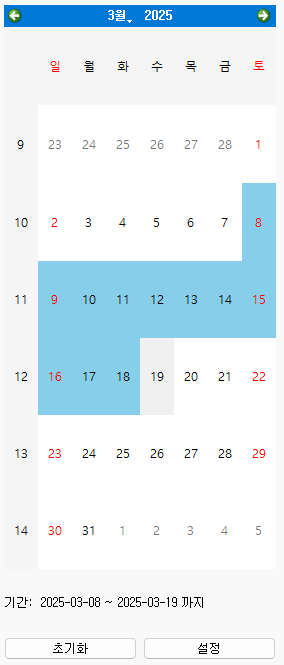 3월 2025
일 월 화 수 목 금 토
9 23 24 25 26 27 28 1
10 2 3 4 5 6 7 8
11 9 10 11 12 13 14 15
12 16 17 18 19 20 21 22
13 23 24 25 26 27 28 29
14 30 31 1 2 3 4 5
기간: 2025-03-08 ~ 2025-03-19 까지
초기화 설정